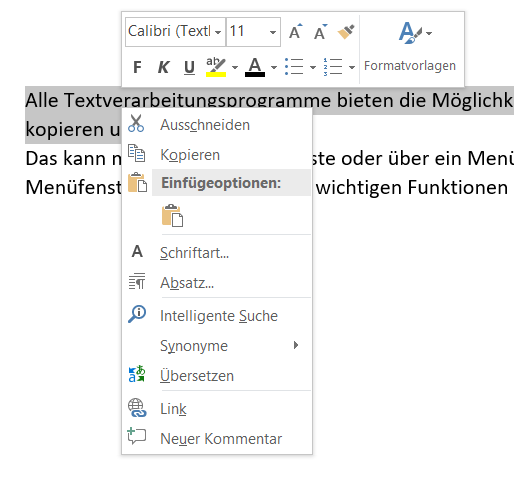 Calibri (Textl 11 A A
F K U ab A Formatvorlagen
Alle Textverarbeitungsprogramme bieten die Möglichk
kopieren u
Das kann ste oder über ein Menü
Menüfenst wichtigen Funktionen
Ausschneiden
Kopieren
Einfügeoptionen:
Schriftart...
Absatz...
Intelligente Suche
Synonyme
Übersetzen
Link
Neuer Kommentar